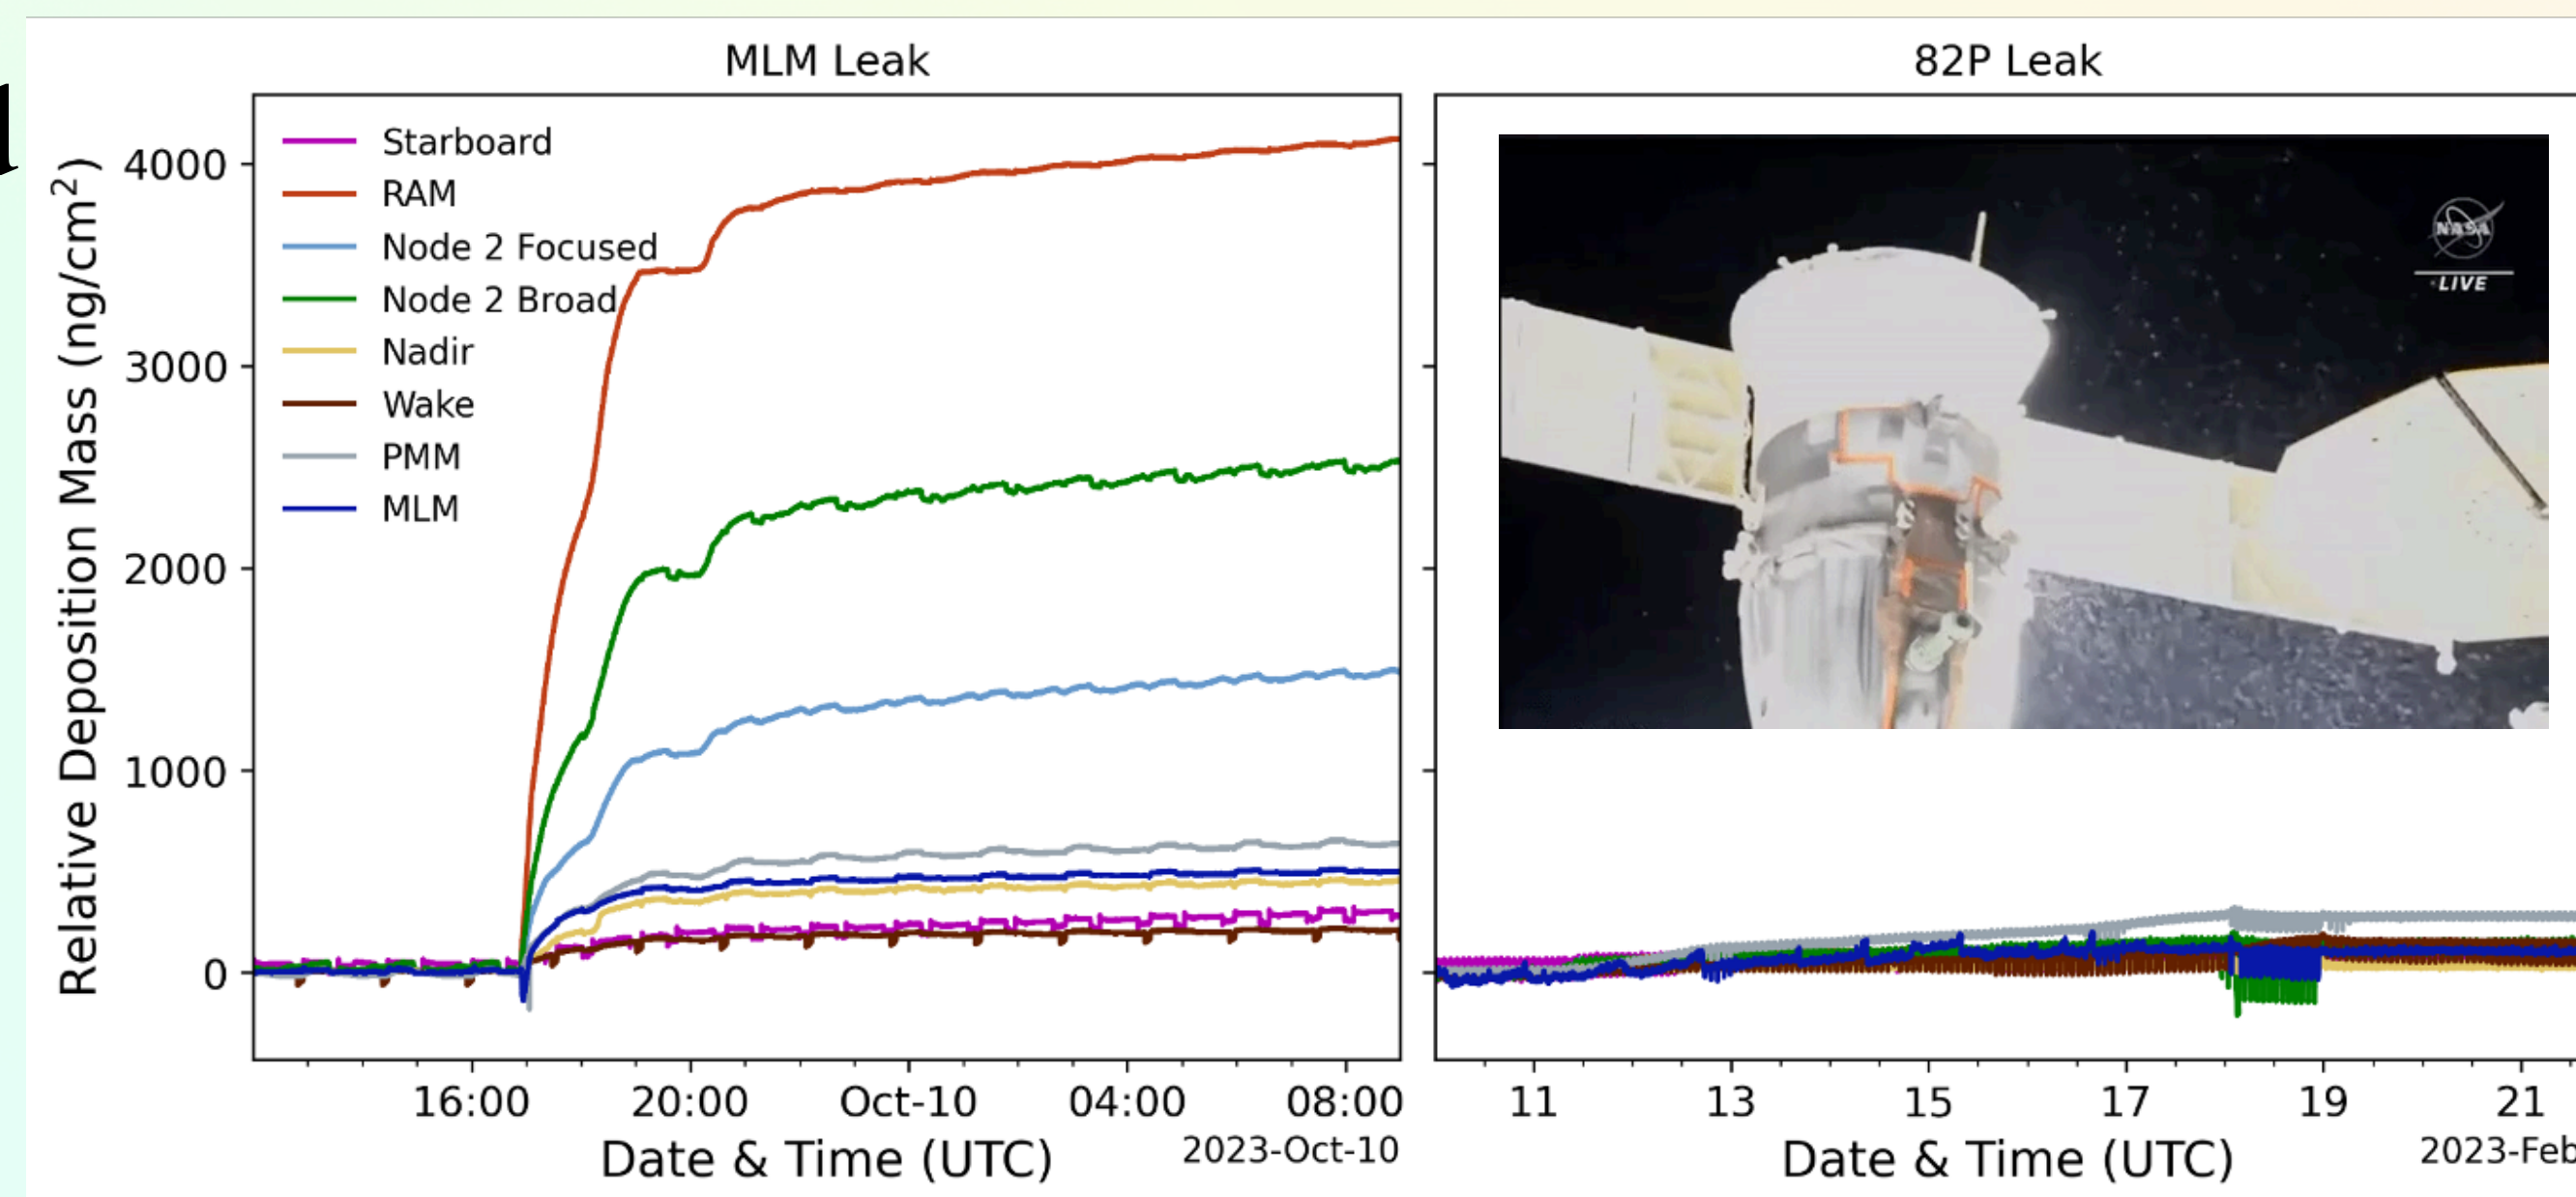 MLM Leak
82P Leak
Relative Deposition Mass (ng/cm²)
4000
3000
2000
1000
0
Starboard
RAM
Node 2 Focused
Node 2 Broad
Nadir
Wake
PMM
MLM
NASA
LIVE
16:00 20:00 Oct-10 04:00 08:00
Date & Time (UTC)
2023-Oct-10
11 13 15 17 19 21
Date & Time (UTC)
2023-Feb